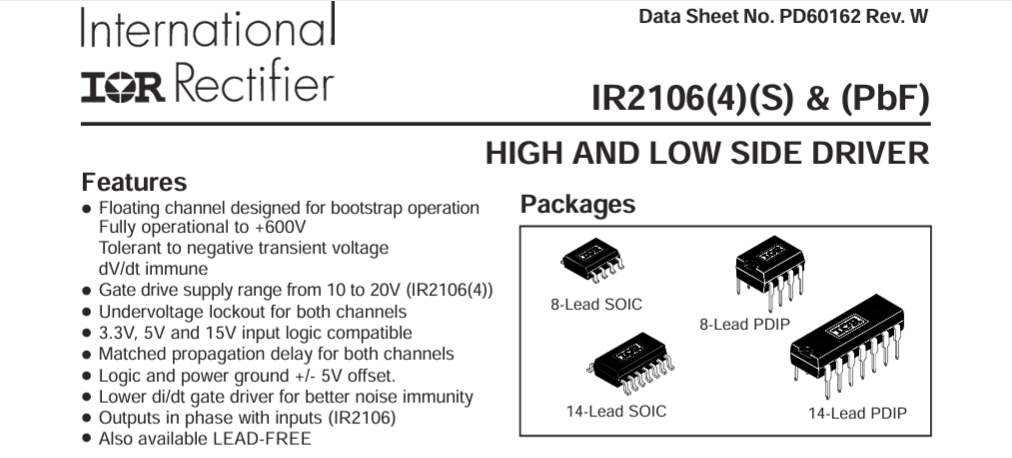 International
IOR Rectifier
Data Sheet No. PD60162 Rev. W
IR2106(4)(S) & (PbF)
HIGH AND LOW SIDE DRIVER
Features
● Floating channel designed for bootstrap operation
Fully operational to +600V
Tolerant to negative transient voltage
dV/dt immune
● Gate drive supply range from 10 to 20V (IR2106(4))
● Undervoltage lockout for both channels
● 3.3V, 5V and 15V input logic compatible
● Matched propagation delay for both channels
● Logic and power ground +/- 5V offset.
● Lower di/dt gate driver for better noise immunity
● Outputs in phase with inputs (IR2106)
● Also available LEAD-FREE
Packages
IOR
IOR
8-Lead SOIC
8-Lead PDIP
IOR
IOR
14-Lead SOIC
14-Lead PDIP